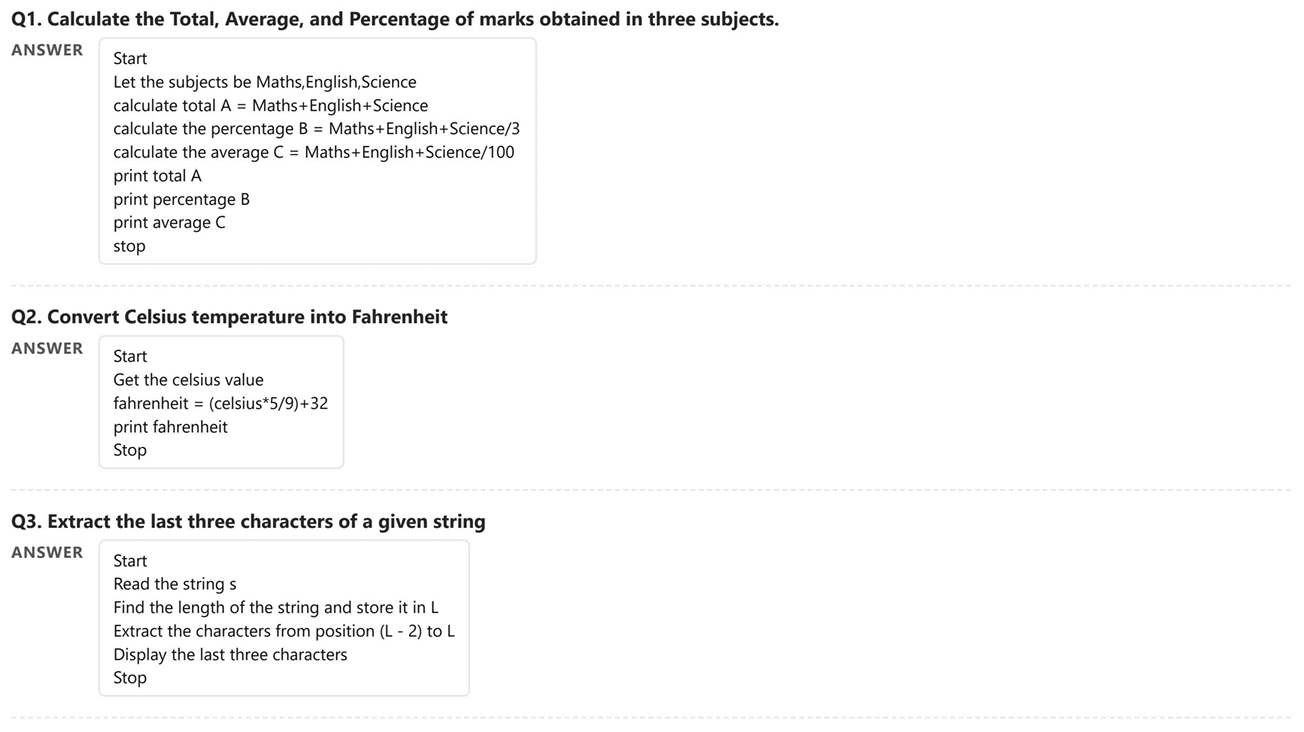 Q1. Calculate the Total, Average, and Percentage of marks obtained in three subjects.
ANSWER
Start
Let the subjects be Maths,English,Science
calculate total A = Maths+English+Science
calculate the percentage B = Maths+English+Science/3
calculate the average C = Maths+English+Science/100
print total A
print percentage B
print average C
stop
Q2. Convert Celsius temperature into Fahrenheit
ANSWER
Start
Get the celsius value
fahrenheit = (celsius*5/9)+32
print fahrenheit
Stop
Q3. Extract the last three characters of a given string
ANSWER
Start
Read the string s
Find the length of the string and store it in L
Extract the characters from position (L - 2) to L
Display the last three characters
Stop